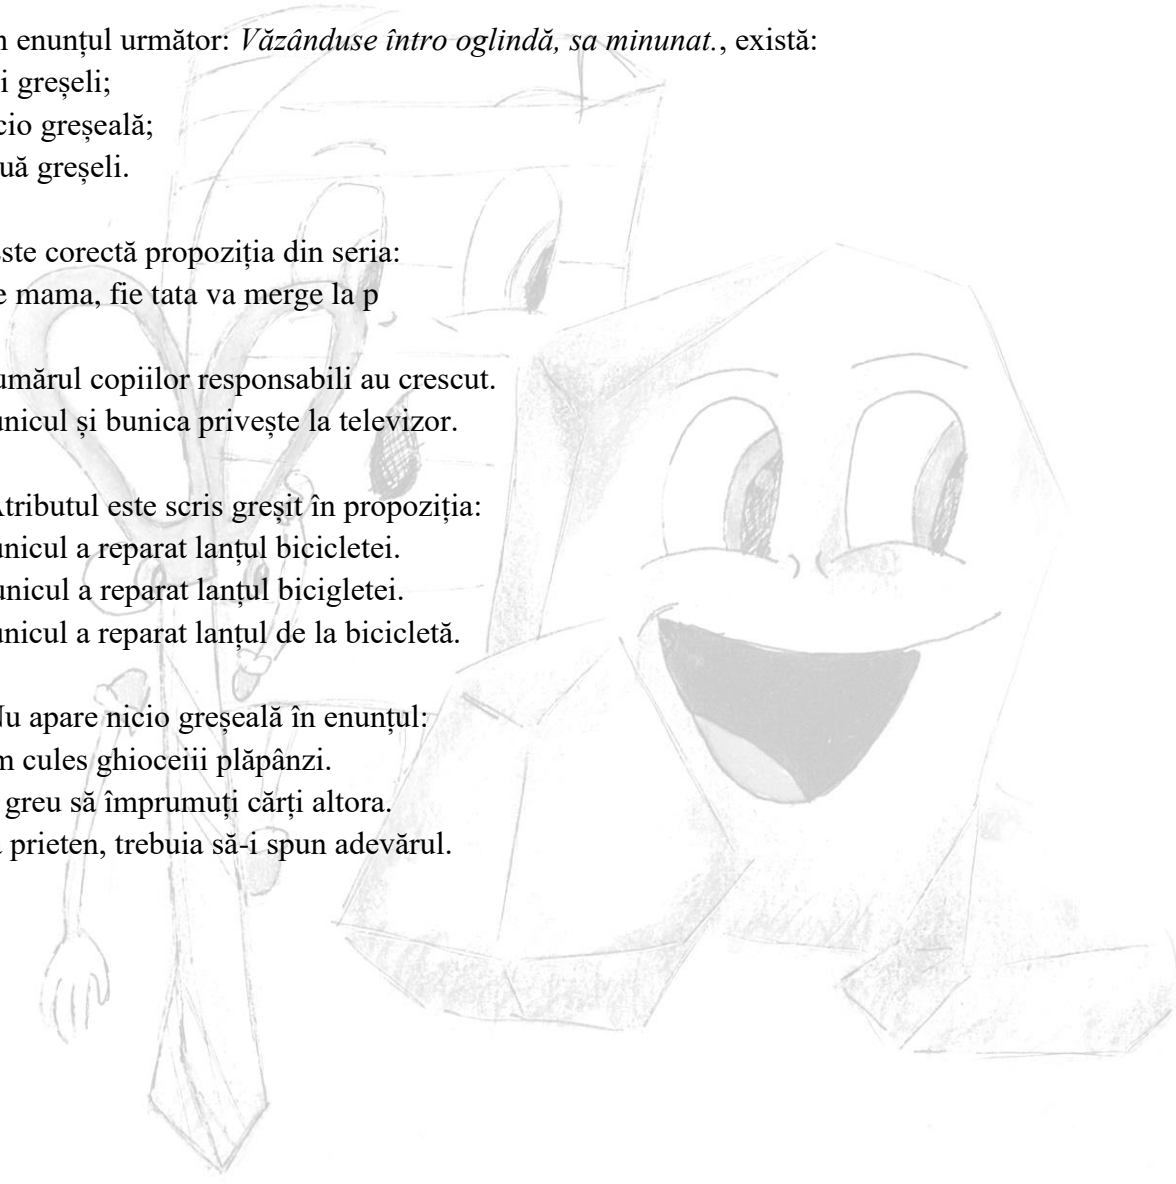 n enunțul următor: Văzânduse întro oglindă, sa minunat., există:
i greșeli;
cio greșeală;
uă greșeli.
ste corectă propoziția din seria:
e mama, fie tata va merge la p
umărul copiilor responsabili au crescut.
unicul și bunica privește la televizor.
Atributul este scris greșit în propoziția:
unicul a reparat lanțul bicicletei.
unicul a reparat lanțul bicigletei.
unicul a reparat lanțul de la bicicletă.
Nu apare nicio greșeală în enunțul:
m cules ghioceiii plăpânzi.
greu să împrumuți cărți altora.
a prieten, trebuia să-i spun adevărul.